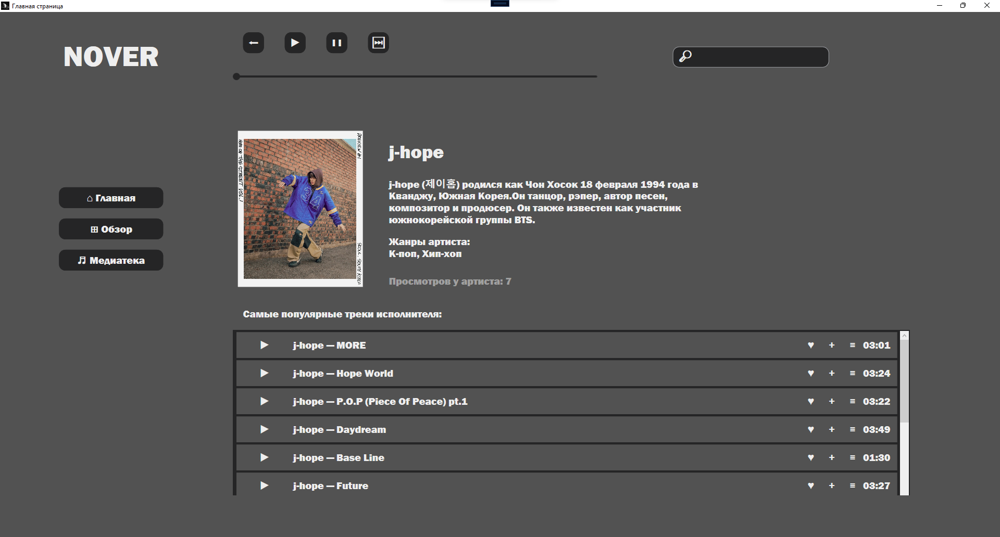 Главная страница
NOVER
⌂ Главная
⊞ Обзор
♬ Медиатека
PREVIEW #1
HOPE ON THE STREET VOL.1
SEOUL, SOUTH KOREA
j-hope
j-hope (제이홉) родился как Чон Хосок 18 февраля 1994 года в
Кванджу, Южная Корея.Он танцор, рэпер, автор песен,
композитор и продюсер. Он также известен как участник
южнокорейской группы BTS.
Жанры артиста:
К-поп, Хип-хоп
Просмотров у артиста: 7
Самые популярные треки исполнителя:
j-hope — MORE ♥ + ≡ 03:01
j-hope — Hope World ♥ + ≡ 03:24
j-hope — P.O.P (Piece Of Peace) pt.1 ♥ + ≡ 03:22
j-hope — Daydream ♥ + ≡ 03:49
j-hope — Base Line ♥ + ≡ 01:30
j-hope — Future ♥ + ≡ 03:27